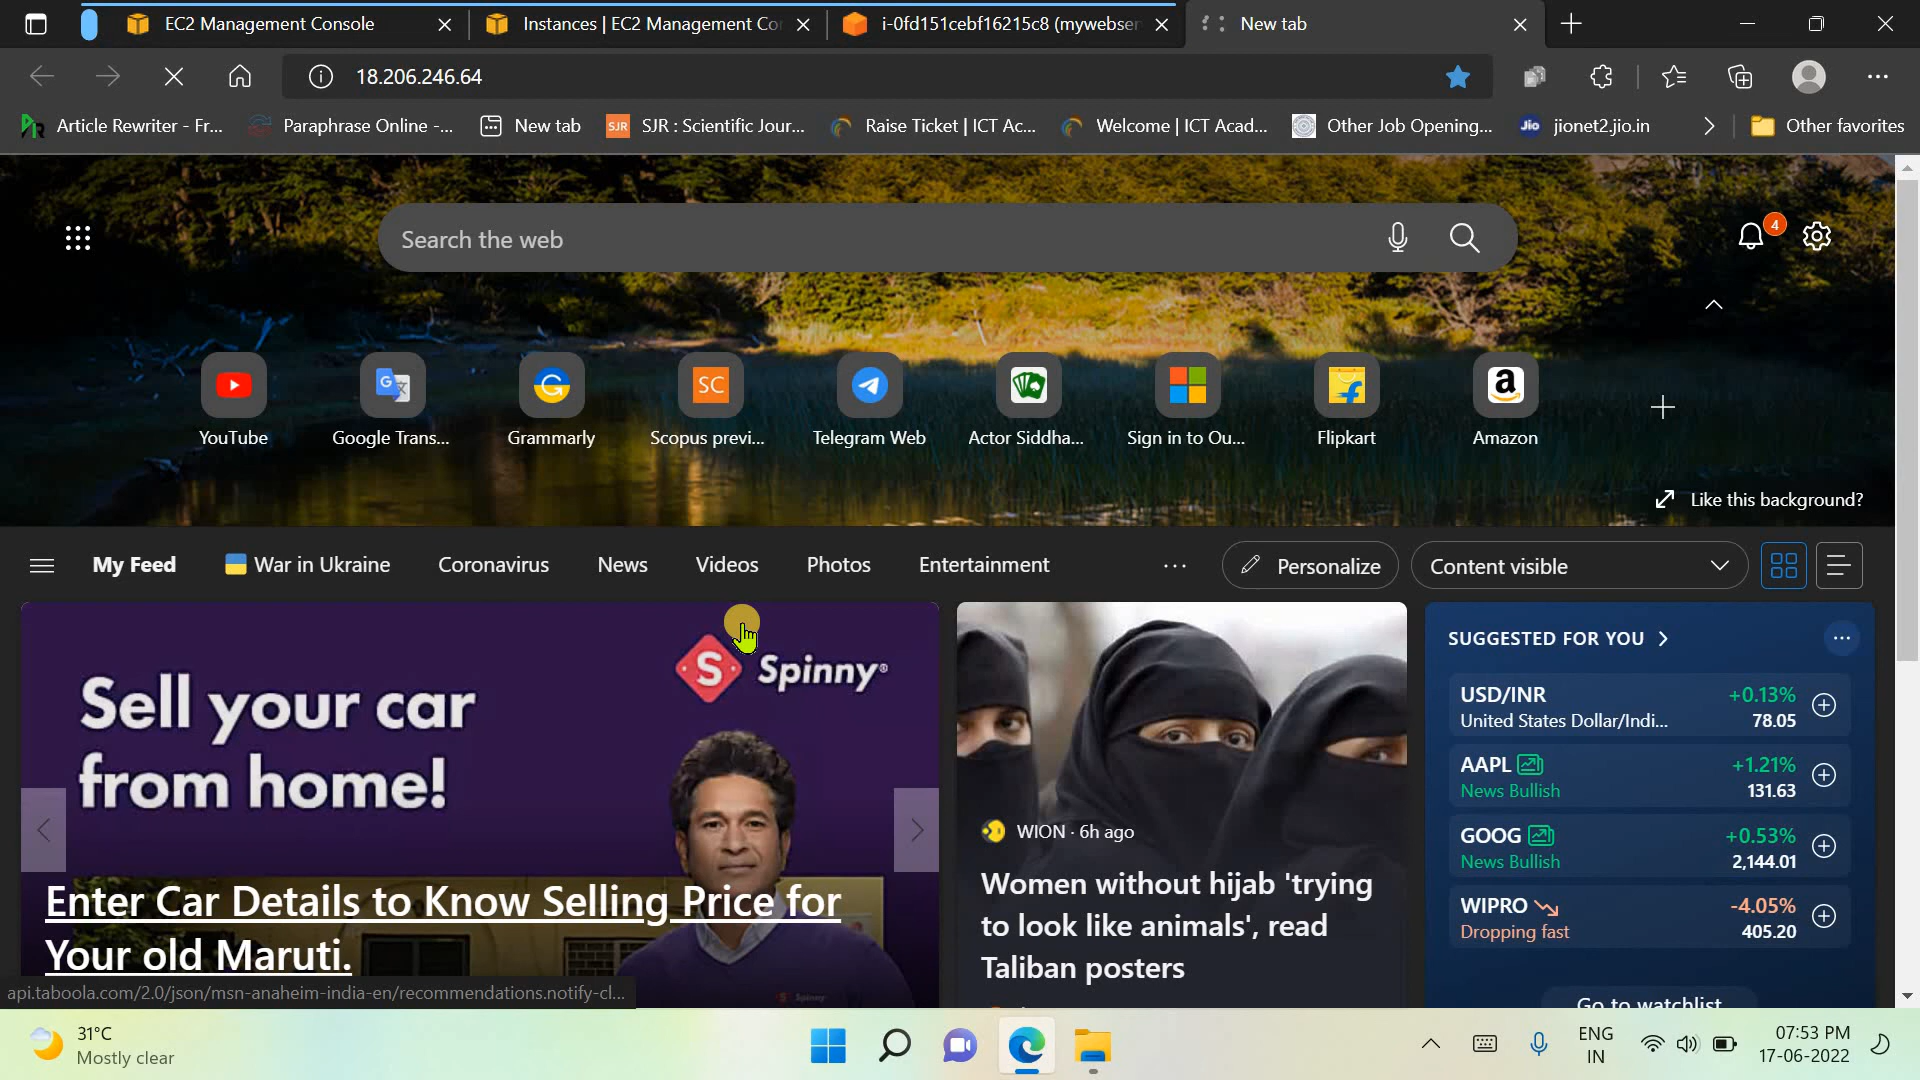 EC2 Management Console
Instances | EC2 Management Co
i-0fd151cebf16215c8 (mywebser
New tab
18.206.246.64
Article Rewriter - Fr...
Paraphrase Online -...
New tab
SJR
SJR : Scientific Jour...
Raise Ticket | ICT Ac...
Welcome | ICT Acad...
Other Job Opening...
Jio
jionet2.jio.in
Other favorites
Search the web
4
SC
YouTube
Google Trans...
Grammarly
Scopus previ...
Telegram Web
Actor Siddha...
Sign in to Ou...
Flipkart
Amazon
Like this background?
My Feed
War in Ukraine
Coronavirus
News
Videos
Photos
Entertainment
...
Personalize
Content visible
Sell your car
from home!
S Spinny®
Enter Car Details to Know Selling Price for
Your old Maruti.
WION · 6h ago
Women without hijab 'trying
to look like animals', read
Taliban posters
SUGGESTED FOR YOU
USD/INR +0.13%
United States Dollar/Indi... 78.05
AAPL +1.21%
News Bullish 131.63
GOOG +0.53%
News Bullish 2,144.01
WIPRO -4.05%
Dropping fast 405.20
Go to watchlist
api.taboola.com/2.0/json/msn-anaheim-india-en/recommendations.notify-cl...
31°C
Mostly clear
ENG
IN
07:53 PM
17-06-2022